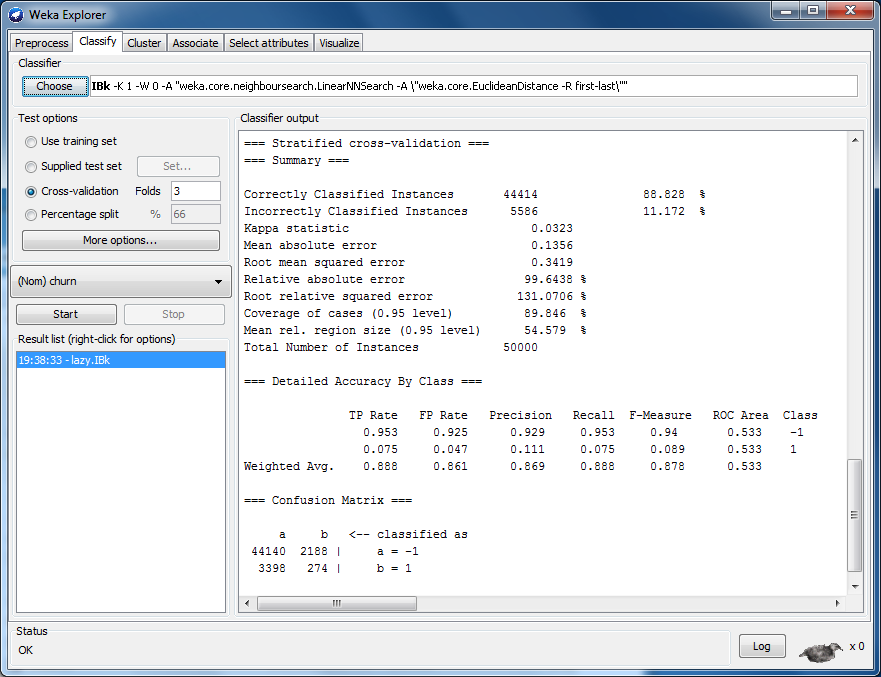 Weka Explorer
Preprocess Classify Cluster Associate Select attributes Visualize
Classifier
Choose IBk -K 1 -W 0 -A "weka.core.neighboursearch.LinearNNSearch -A \"weka.core.EuclideanDistance -R first-last\""
Test options
Use training set
Supplied test set Set...
Cross-validation Folds 3
Percentage split % 66
More options...
(Nom) churn
Start Stop
Result list (right-click for options)
19:38:33 - lazy.IBk
Classifier output
=== Stratified cross-validation ===
=== Summary ===
Correctly Classified Instances 44414 88.828 %
Incorrectly Classified Instances 5586 11.172 %
Kappa statistic 0.0323
Mean absolute error 0.1356
Root mean squared error 0.3419
Relative absolute error 99.6438 %
Root relative squared error 131.0706 %
Coverage of cases (0.95 level) 89.846 %
Mean rel. region size (0.95 level) 54.579 %
Total Number of Instances 50000
=== Detailed Accuracy By Class ===
TP Rate FP Rate Precision Recall F-Measure ROC Area Class
0.953 0.925 0.929 0.953 0.94 0.533 -1
0.075 0.047 0.111 0.075 0.089 0.533 1
Weighted Avg. 0.888 0.861 0.869 0.888 0.878 0.533
=== Confusion Matrix ===
a b <-- classified as
44140 2188 | a = -1
3398 274 | b = 1
Status
OK
Log x 0